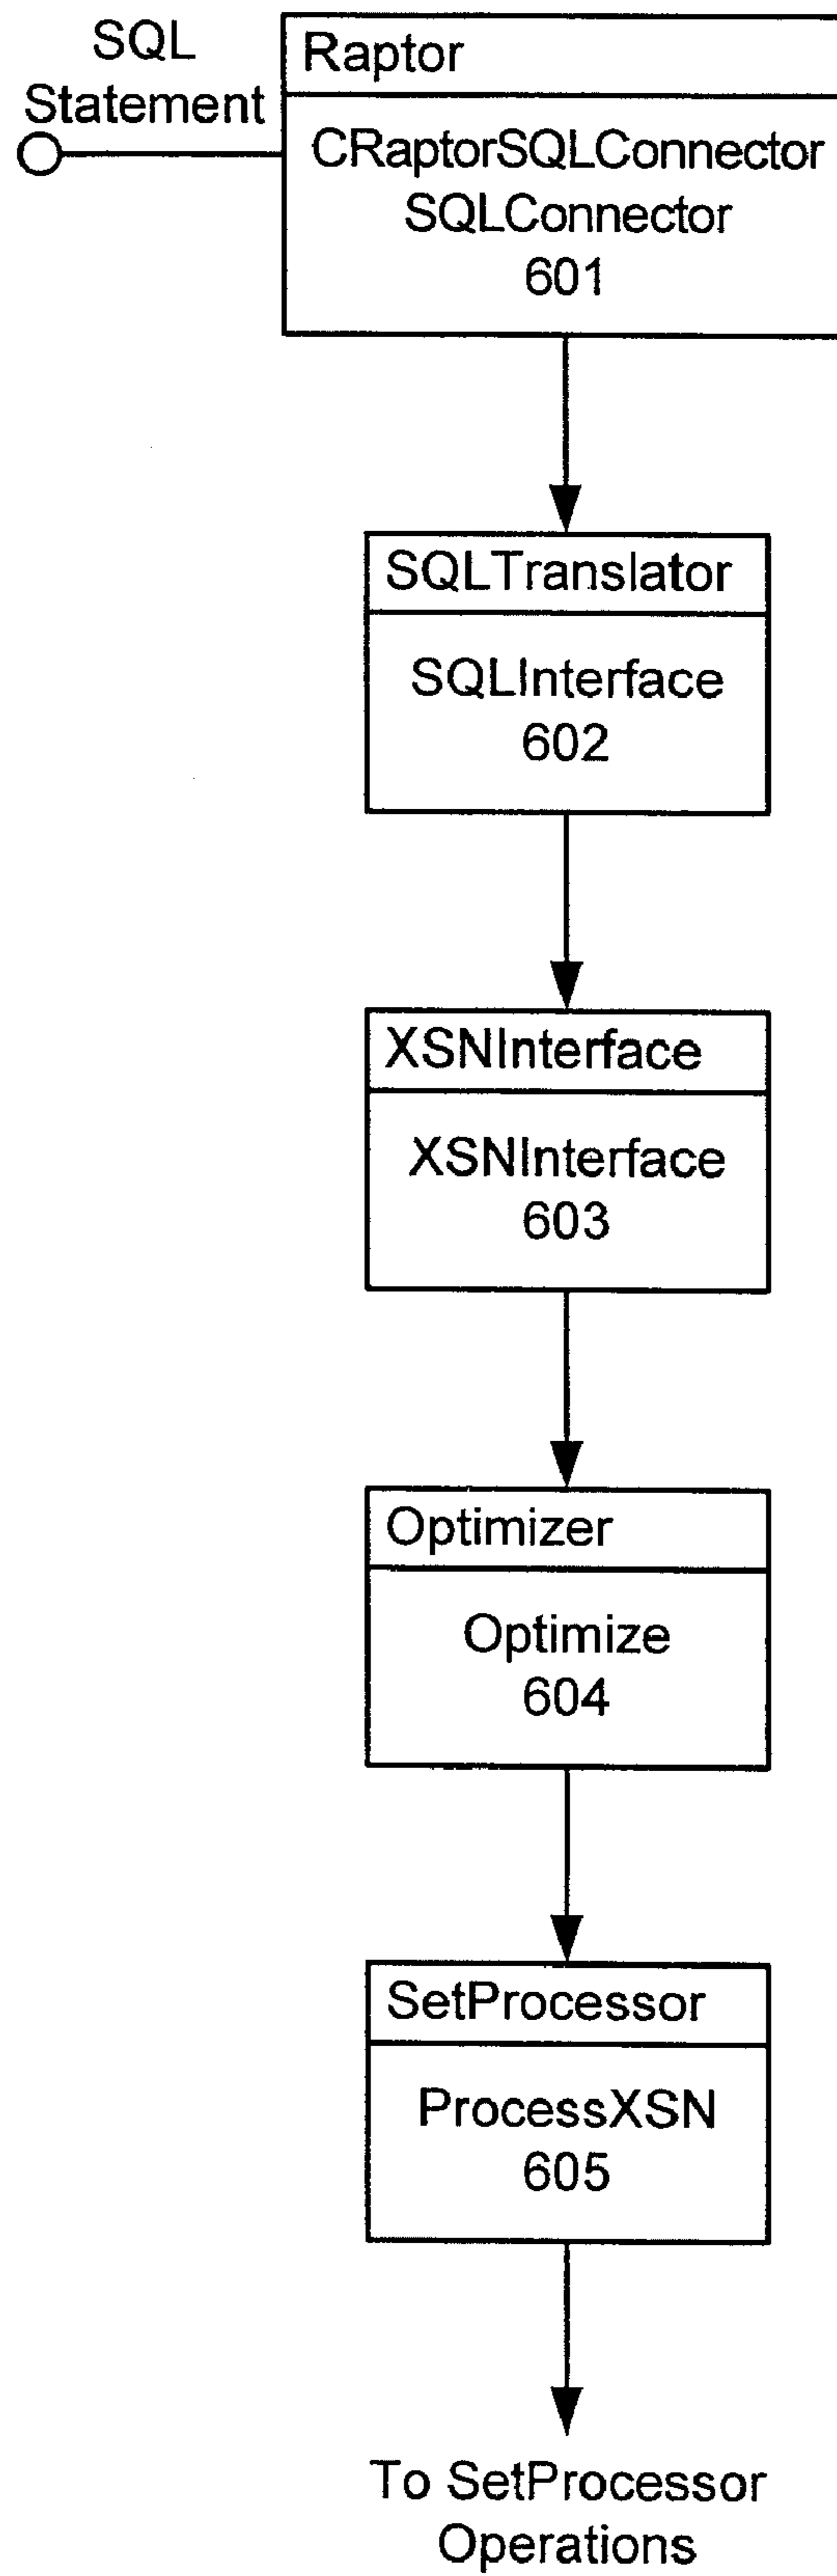 SQL
Statement
Raptor
CRaptorSQLConnector
SQLConnector
601
SQLTranslator
SQLInterface
602
XSNInterface
XSNInterface
603
Optimizer
Optimize
604
SetProcessor
ProcessXSN
605
To SetProcessor
Operations